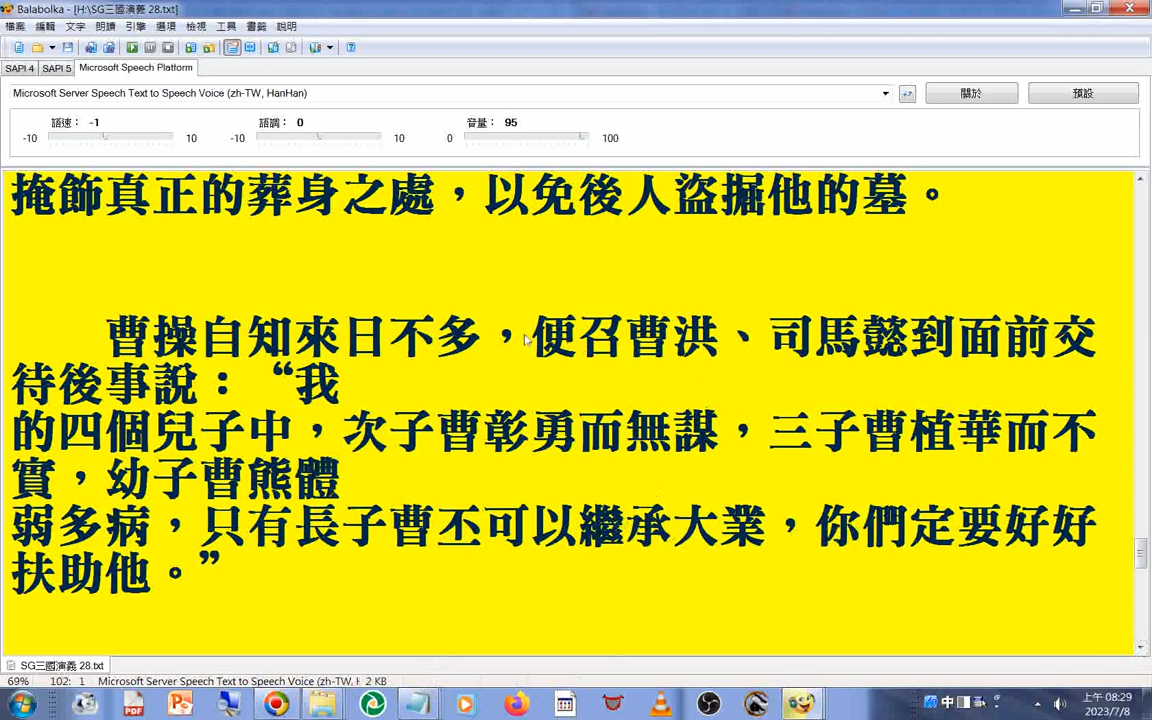 Balabolka - [H:\SG三國演義 28.txt]
檔案 編輯 文字 朗讀 引擎 選項 檢視 工具 書籤 說明
SAPI 4 SAPI 5 Microsoft Speech Platform
Microsoft Server Speech Text to Speech Voice (zh-TW, HanHan)
關於 預設
語速： -1 語調： 0 音量： 95
-10 10 -10 10 0 100
掩飾真正的葬身之處，以免後人盜掘他的墓。
曹操自知來日不多，便召曹洪、司馬懿到面前交
待後事說：“我
的四個兒子中，次子曹彰勇而無謀，三子曹植華而不
實，幼子曹熊體
弱多病，只有長子曹丕可以繼承大業，你們定要好好
扶助他。”
SG三國演義 28.txt
69% 102: 1 Microsoft Server Speech Text to Speech Voice (zh-TW, H 2 KB
PDF
中
上午 08:29
2023/7/8